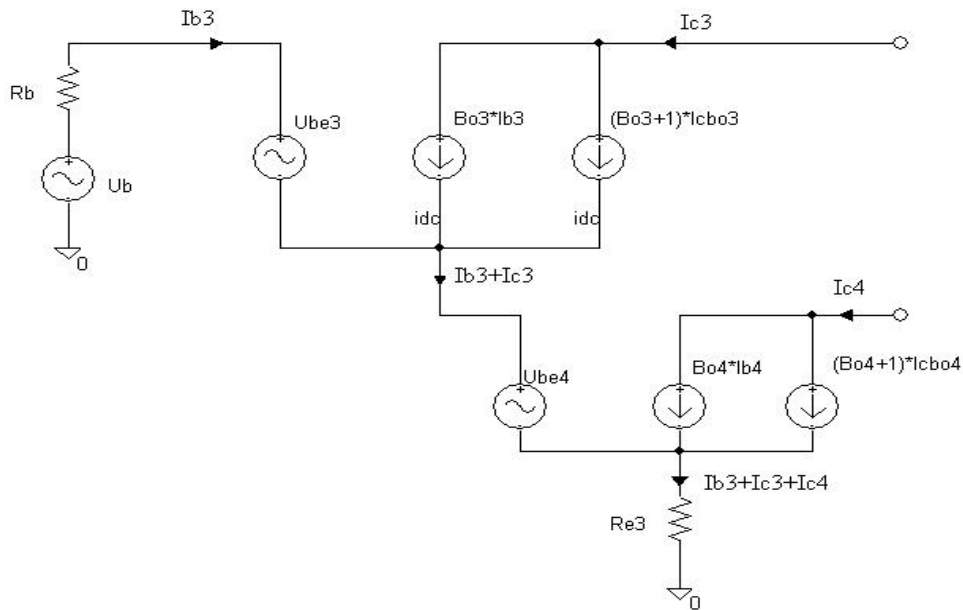 Ib3
Ic3
Rb
Ube3
Bo3*Ib3
(Bo3+1)*Icbo3
Ub
idc
idc
0
Ib3+Ic3
Ic4
Ube4
Bo4*Ib4
(Bo4+1)*Icbo4
Ib3+Ic3+Ic4
Re3
0